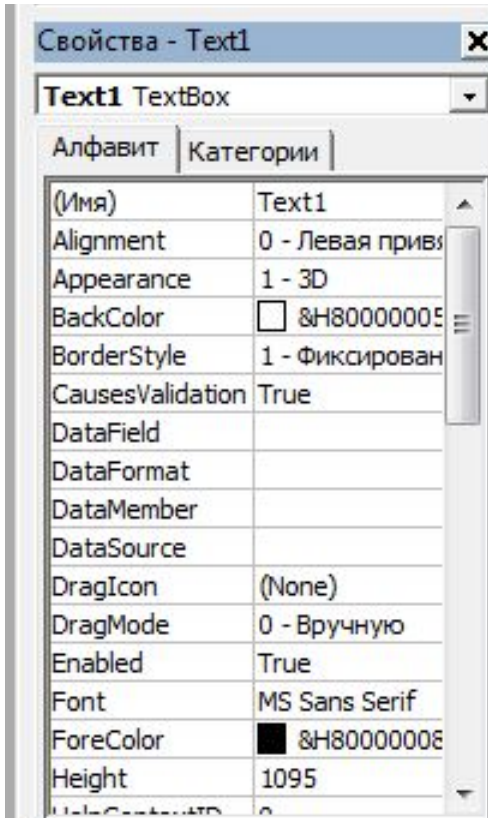 Свойства - Text1
Text1 TextBox
Алфавит Категории
(Имя) Text1
Alignment 0 - Левая привя
Appearance 1 - 3D
BackColor &H80000005
BorderStyle 1 - Фиксирован
CausesValidation True
DataField
DataFormat
DataMember
DataSource
DragIcon (None)
DragMode 0 - Вручную
Enabled True
Font MS Sans Serif
ForeColor &H80000008
Height 1095
HelpContextID 0